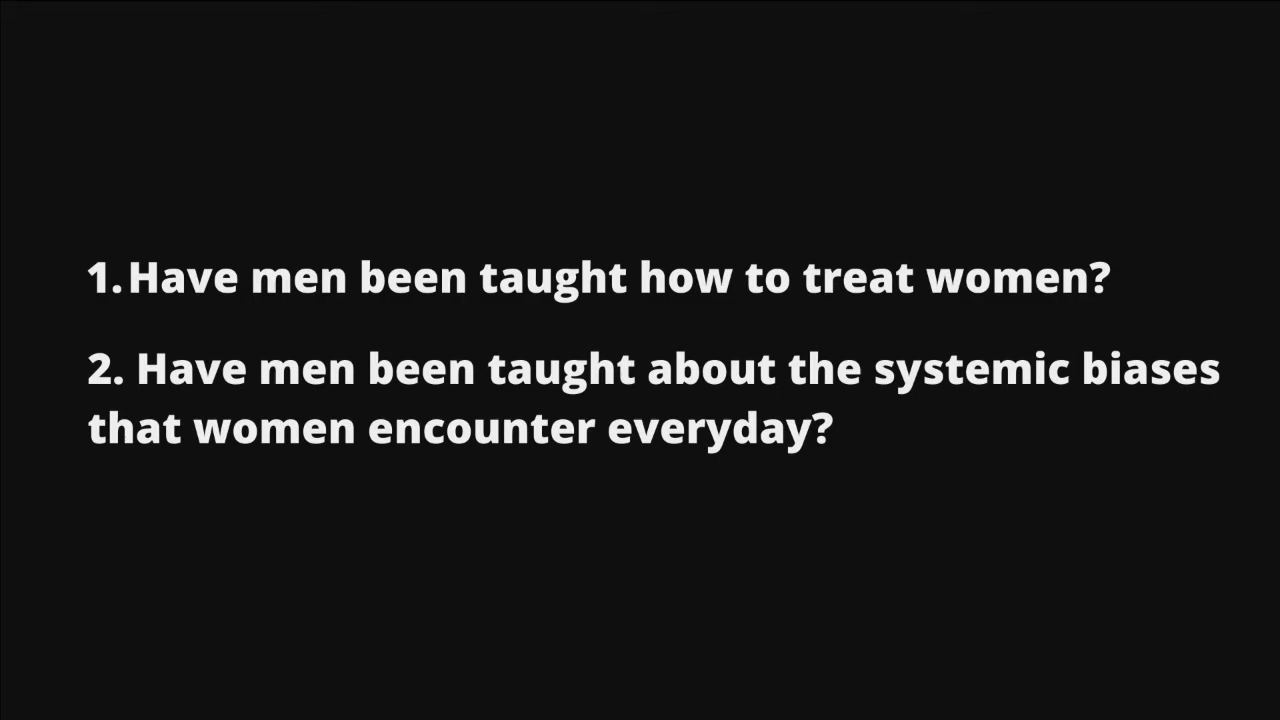 1. Have men been taught how to treat women?
2. Have men been taught about the systemic biases
that women encounter everyday?